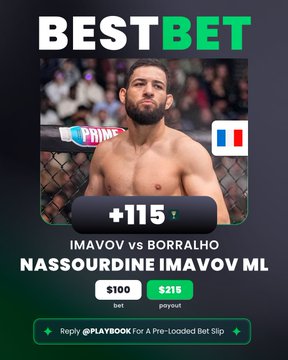 BESTBET
PRIME
+115
IMAVOV vs BORRALHO
NASSOURDINE IMAVOV ML
$100 $215
bet payout
Reply @PLAYBOOK For A Pre-Loaded Bet Slip